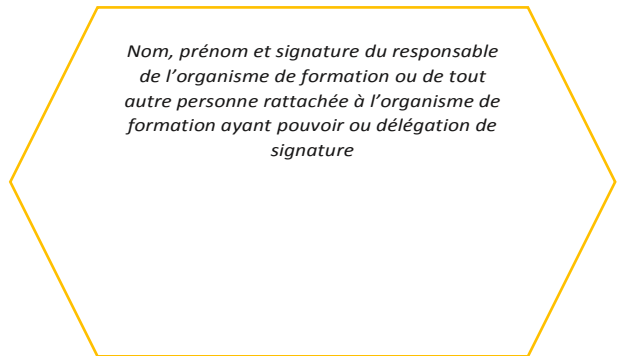 Nom, prénom et signature du responsable
de l’organisme de formation ou de tout
autre personne rattachée à l’organisme de
formation ayant pouvoir ou délégation de
signature